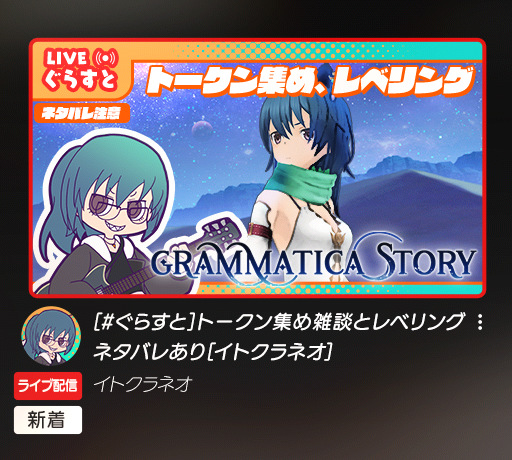 LIVE
ぐらすと
トークン集め、レベリング
ネタバレ注意
GRAMMATICA STORY
[#ぐらすと]トークン集め雑談とレベリング
ネタバレあり[イトクラネオ]
ライブ配信
イトクラネオ
新着